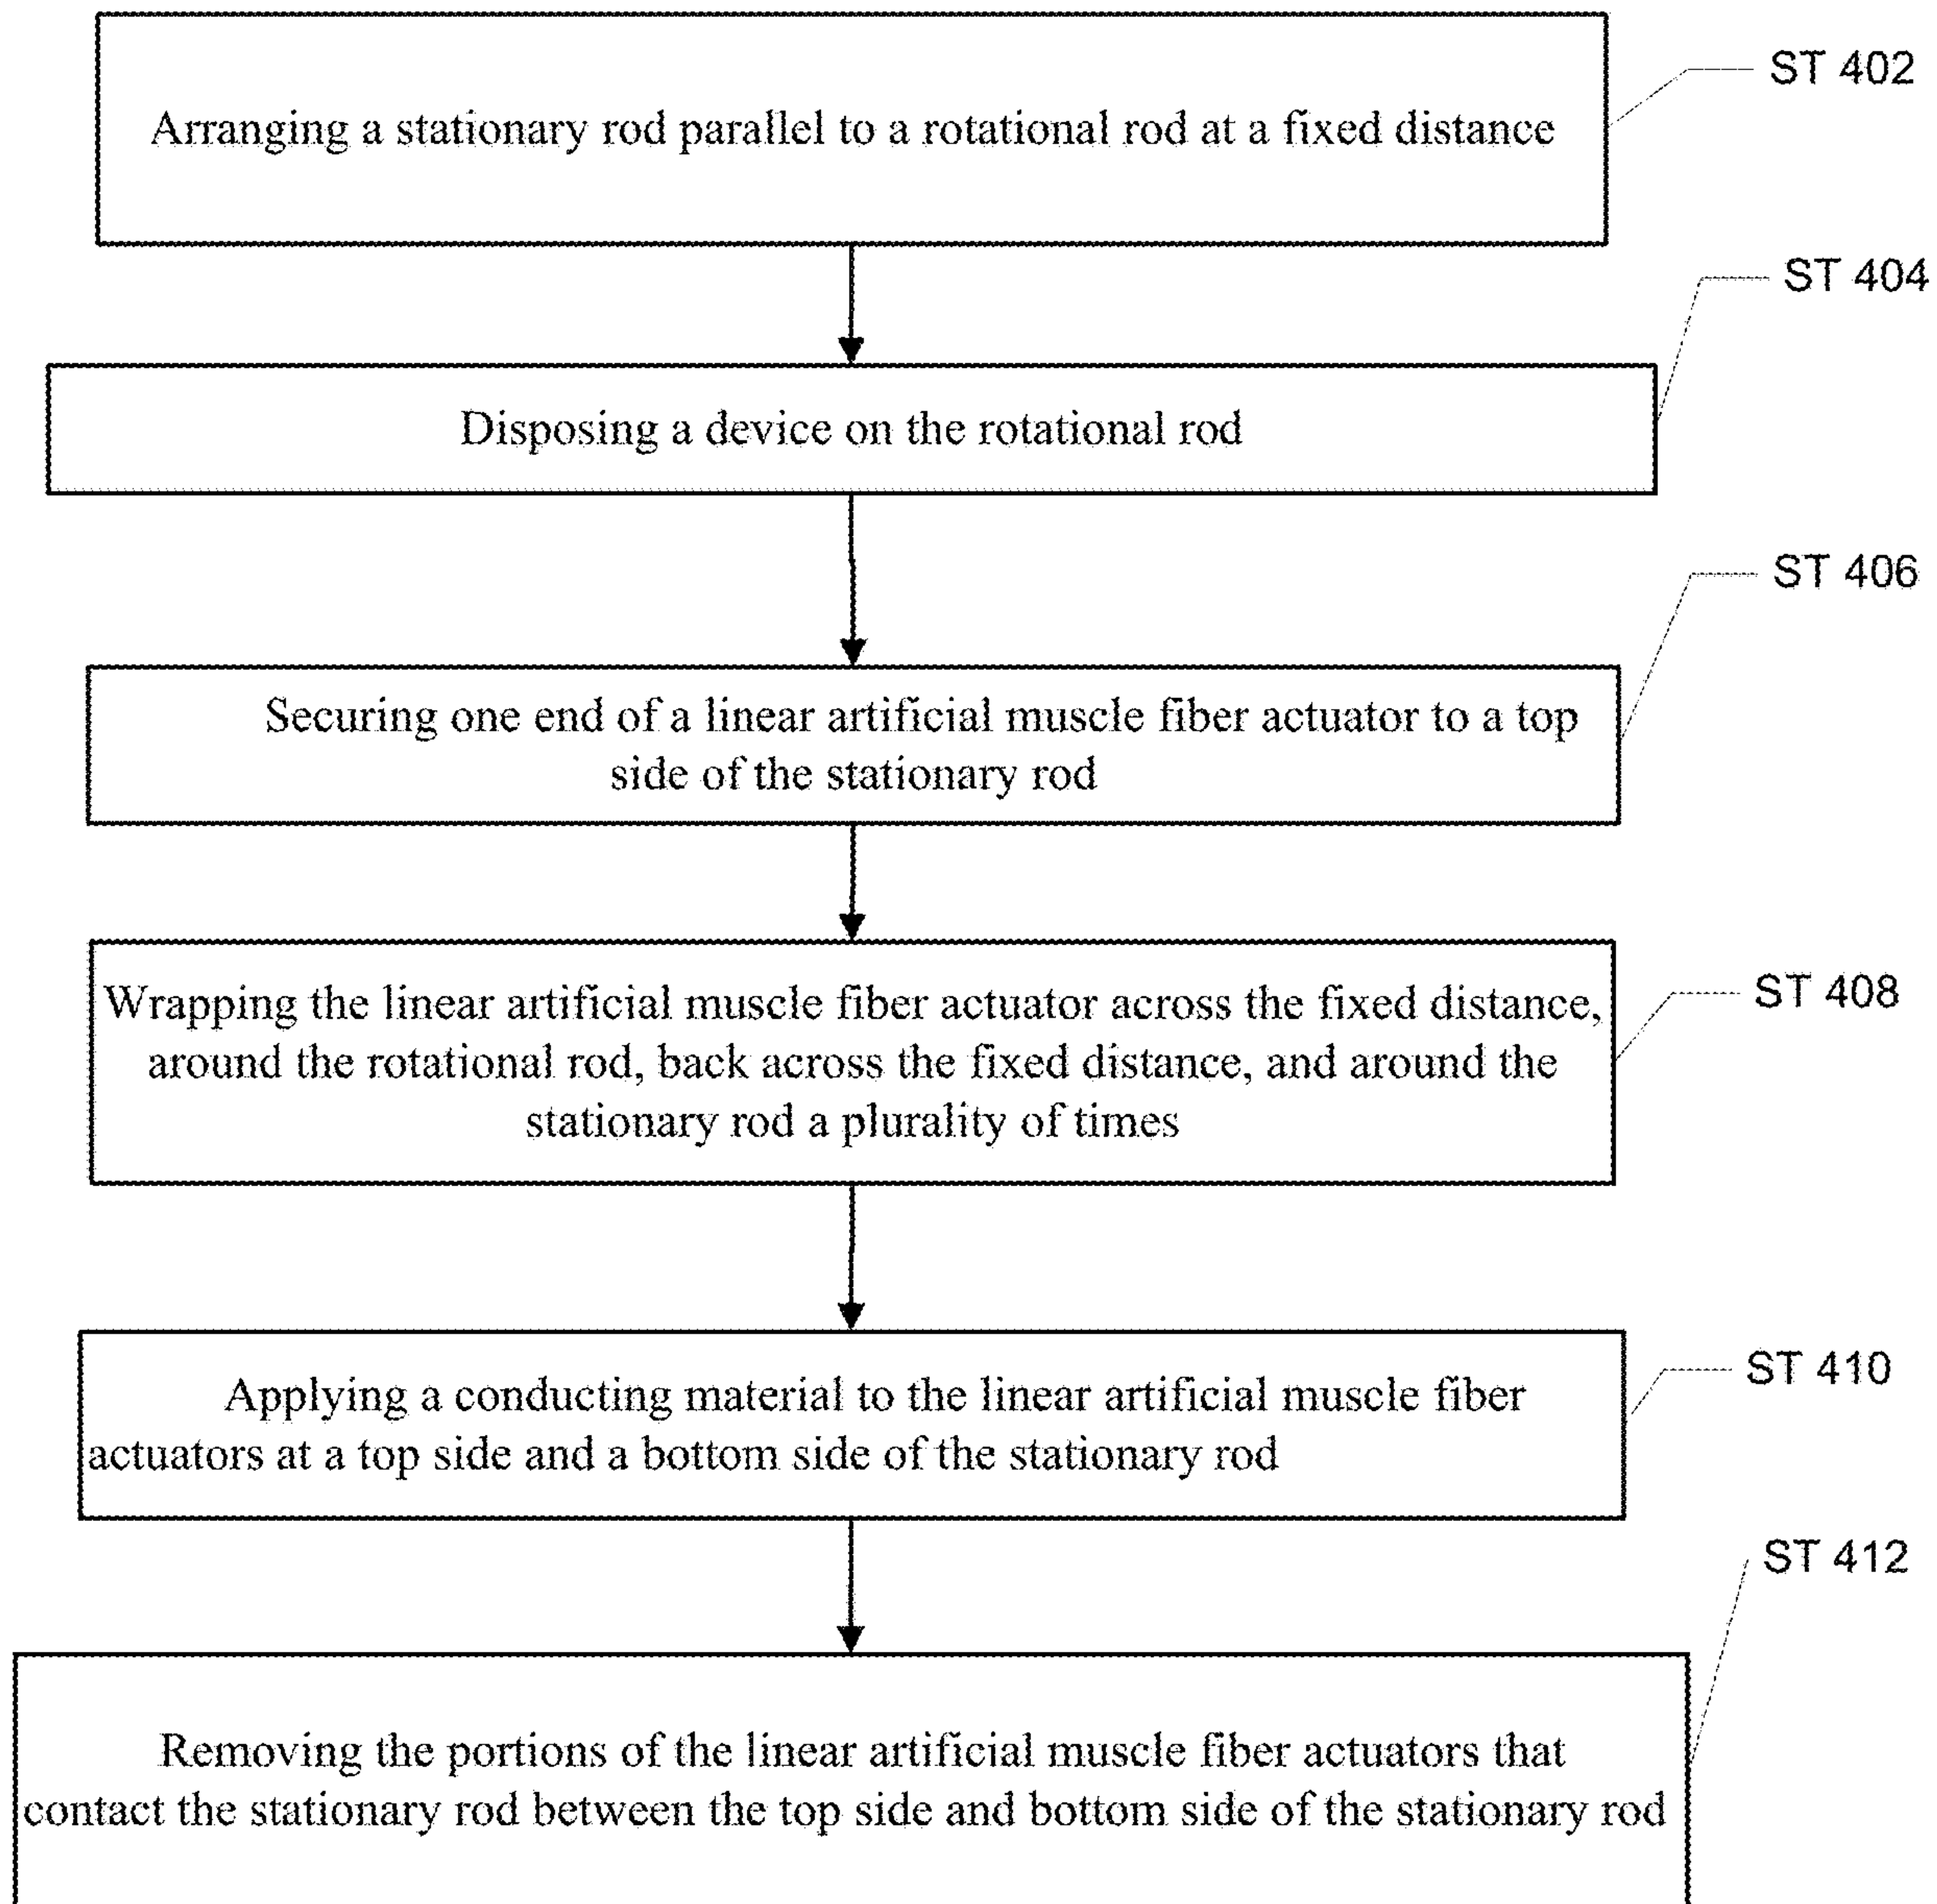 Arranging a stationary rod parallel to a rotational rod at a fixed distance
ST 402
Disposing a device on the rotational rod
ST 404
Securing one end of a linear artificial muscle fiber actuator to a top
side of the stationary rod
ST 406
Wrapping the linear artificial muscle fiber actuator across the fixed distance,
around the rotational rod, back across the fixed distance, and around the
stationary rod a plurality of times
ST 408
Applying a conducting material to the linear artificial muscle fiber
actuators at a top side and a bottom side of the stationary rod
ST 410
Removing the portions of the linear artificial muscle fiber actuators that
contact the stationary rod between the top side and bottom side of the stationary rod
ST 412